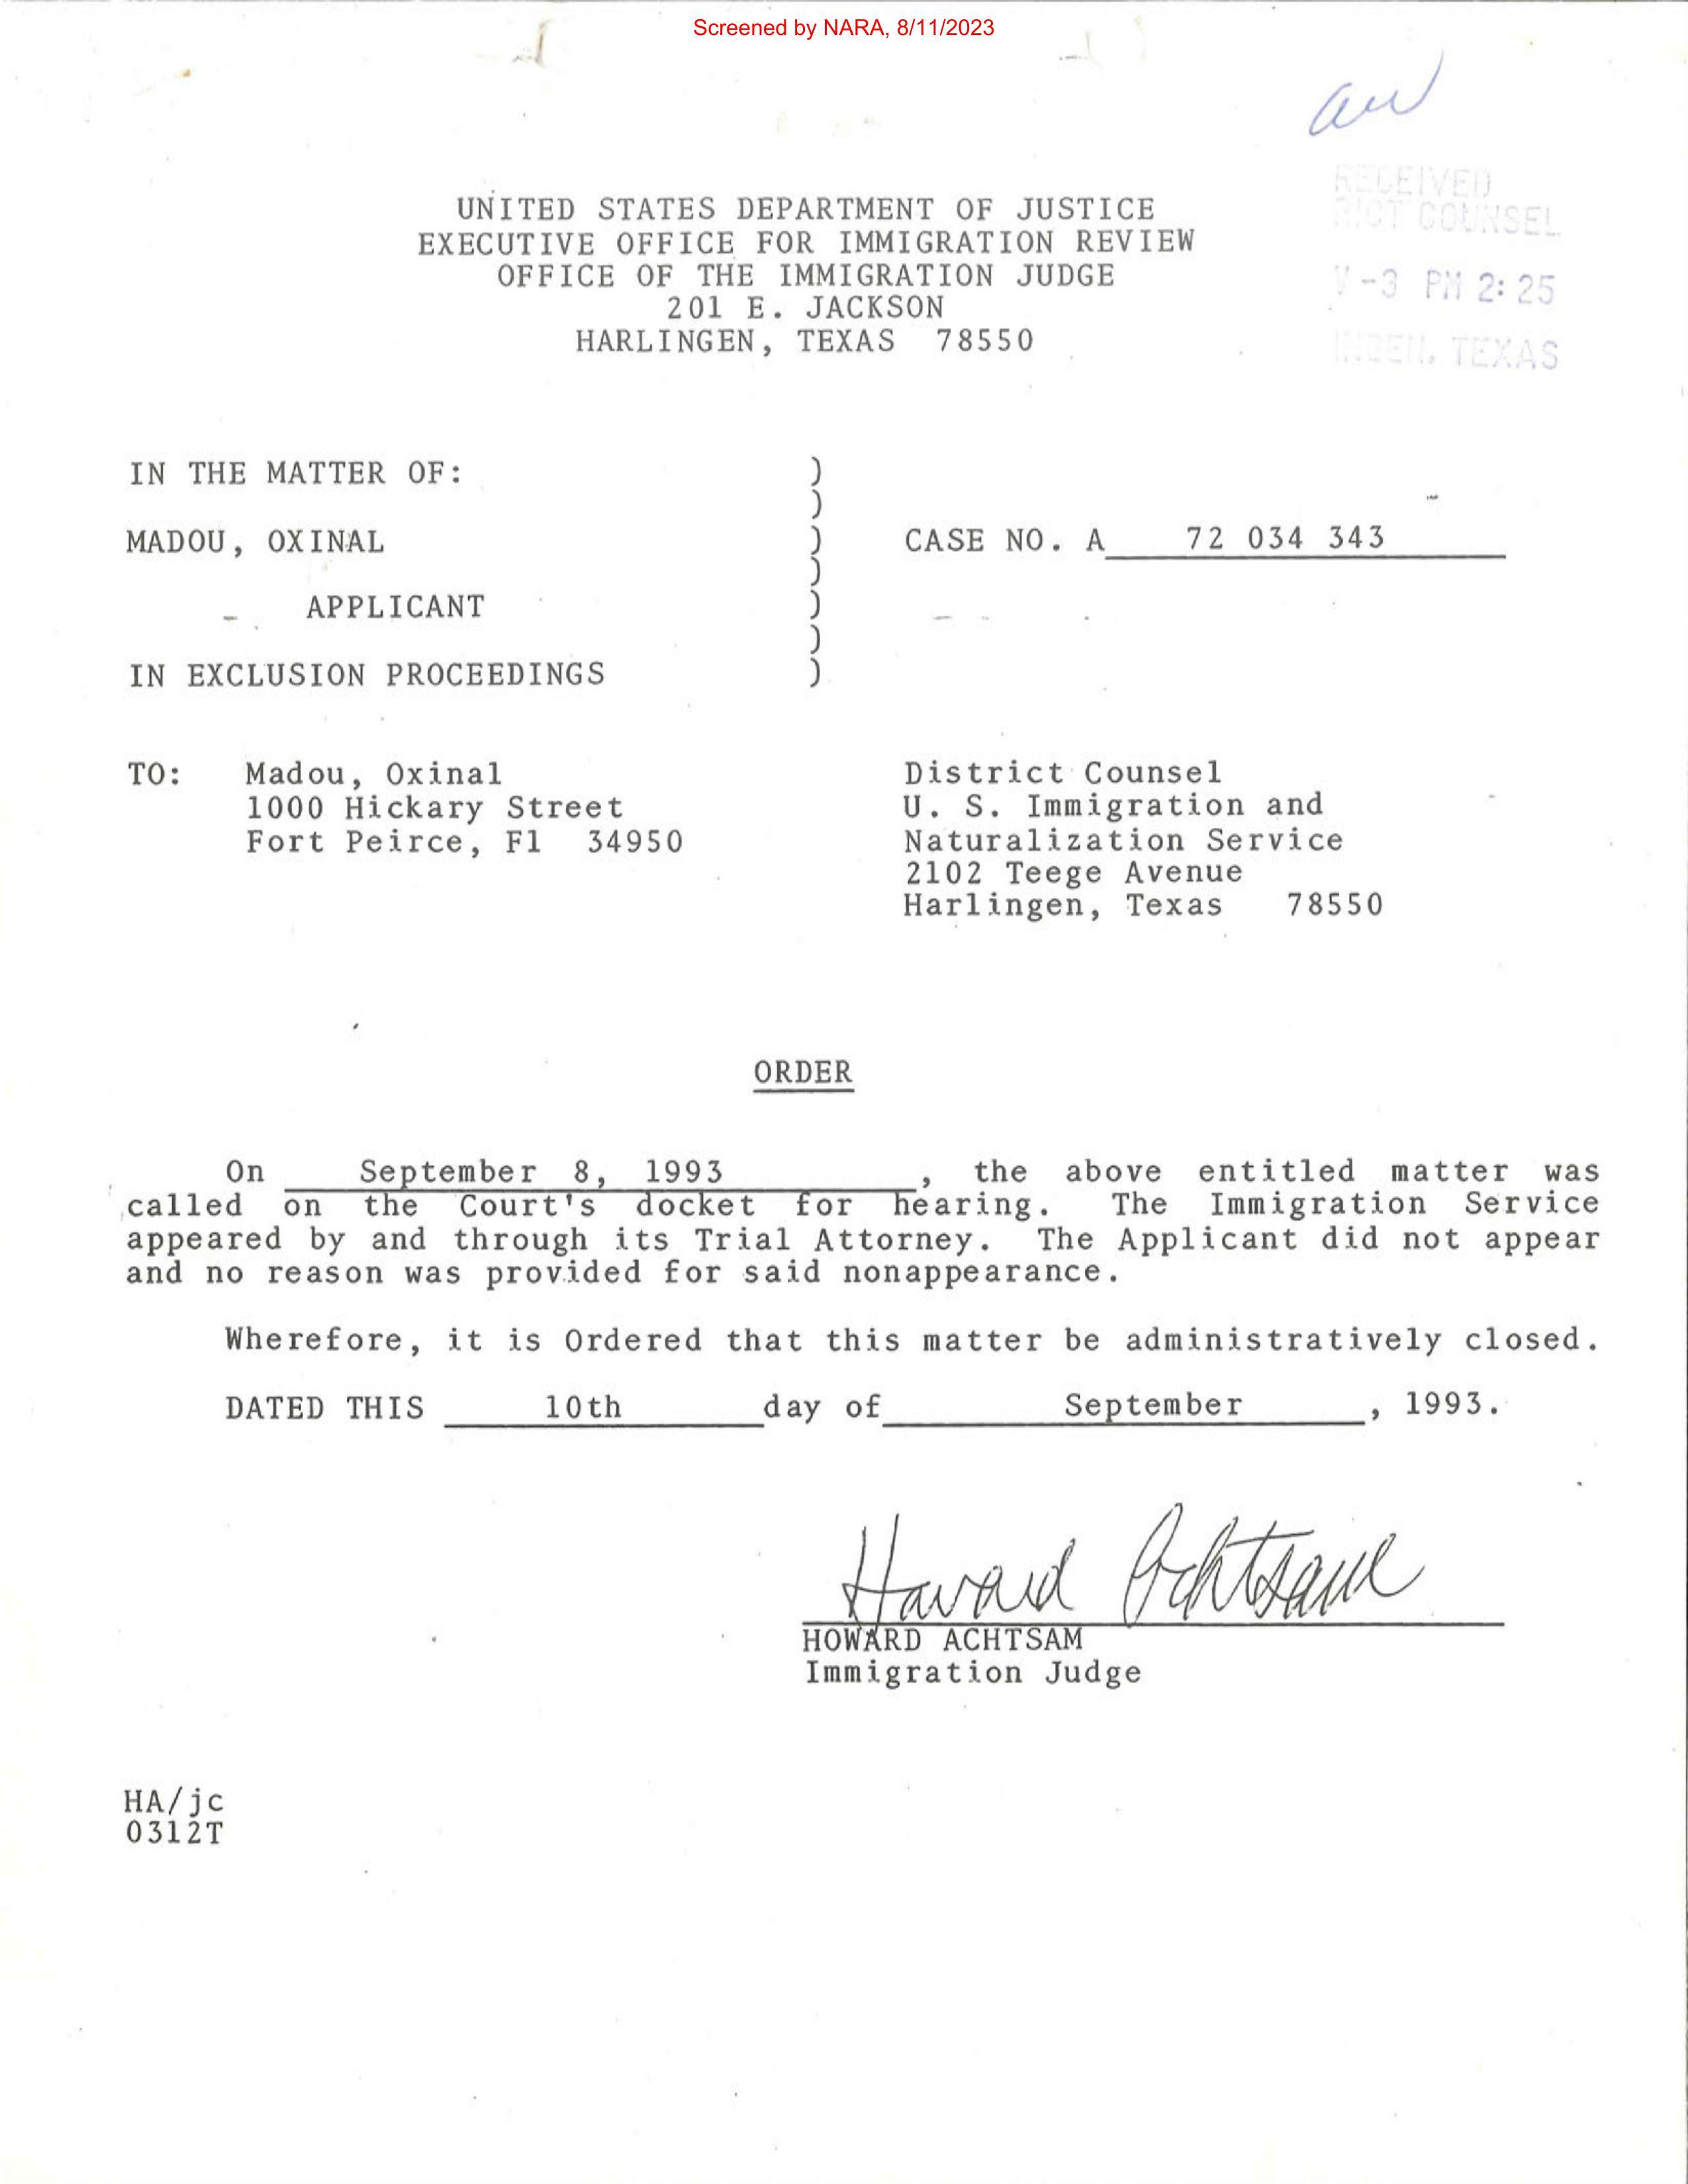 Screened by NARA, 8/11/2023
RECEIVED
COUNSEL
-3 PM 2:25
TEXAS
UNITED STATES DEPARTMENT OF JUSTICE
EXECUTIVE OFFICE FOR IMMIGRATION REVIEW
OFFICE OF THE IMMIGRATION JUDGE
201 E. JACKSON
HARLINGEN, TEXAS 78550
IN THE MATTER OF: )
)
MADOU, OXINAL ) CASE NO. A 72 034 343
)
APPLICANT )
)
IN EXCLUSION PROCEEDINGS )
TO: Madou, Oxinal
1000 Hickary Street
Fort Peirce, Fl 34950
District Counsel
U. S. Immigration and
Naturalization Service
2102 Teege Avenue
Harlingen, Texas 78550
ORDER
On September 8, 1993, the above entitled matter was
called on the Court's docket for hearing. The Immigration Service
appeared by and through its Trial Attorney. The Applicant did not appear
and no reason was provided for said nonappearance.
Wherefore, it is Ordered that this matter be administratively closed.
DATED THIS 10th day of September, 1993.
Howard Achtsam
HOWARD ACHTSAM
Immigration Judge
HA/jc
0312T